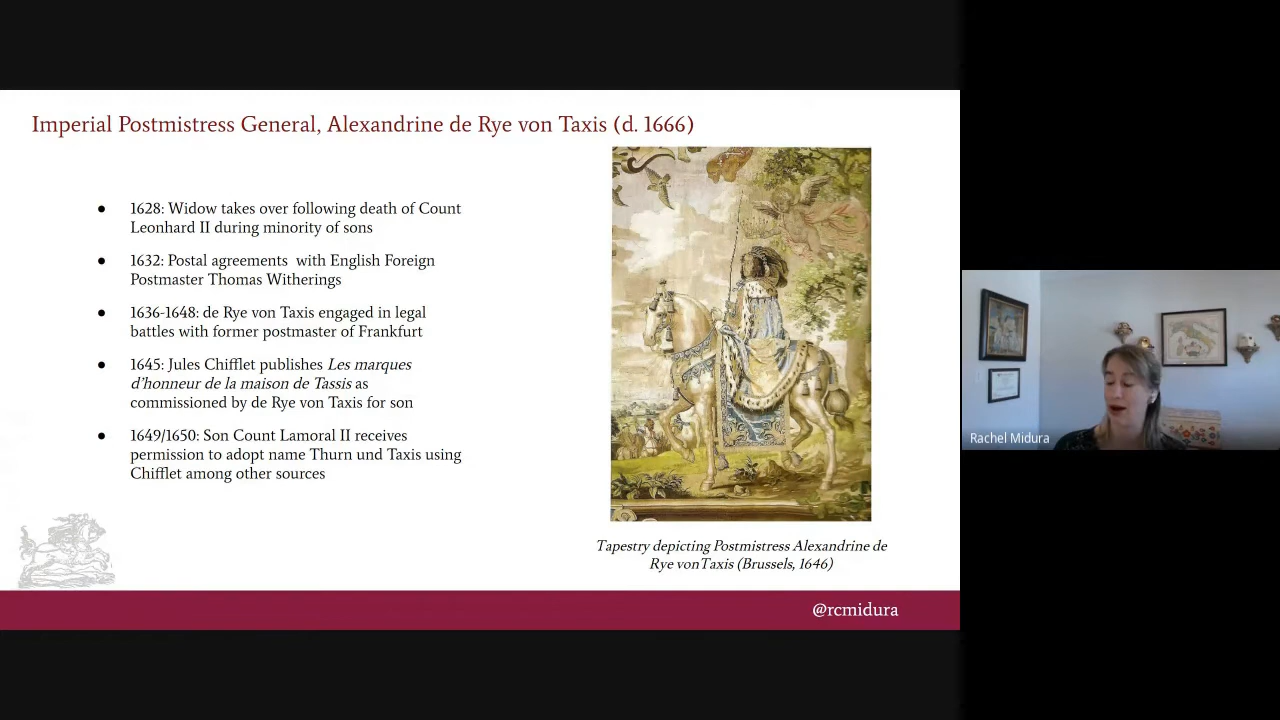 Imperial Postmistress General, Alexandrine de Rye von Taxis (d. 1666)
● 1628: Widow takes over following death of Count
Leonhard II during minority of sons
● 1632: Postal agreements with English Foreign
Postmaster Thomas Witherings
● 1636-1648: de Rye von Taxis engaged in legal
battles with former postmaster of Frankfurt
● 1645: Jules Chifflet publishes Les marques
d'honneur de la maison de Tassis as
commissioned by de Rye von Taxis for son
● 1649/1650: Son Count Lamoral II receives
permission to adopt name Thurn und Taxis using
Chifflet among other sources
Tapestry depicting Postmistress Alexandrine de
Rye vonTaxis (Brussels, 1646)
@rcmidura
Rachel Midura